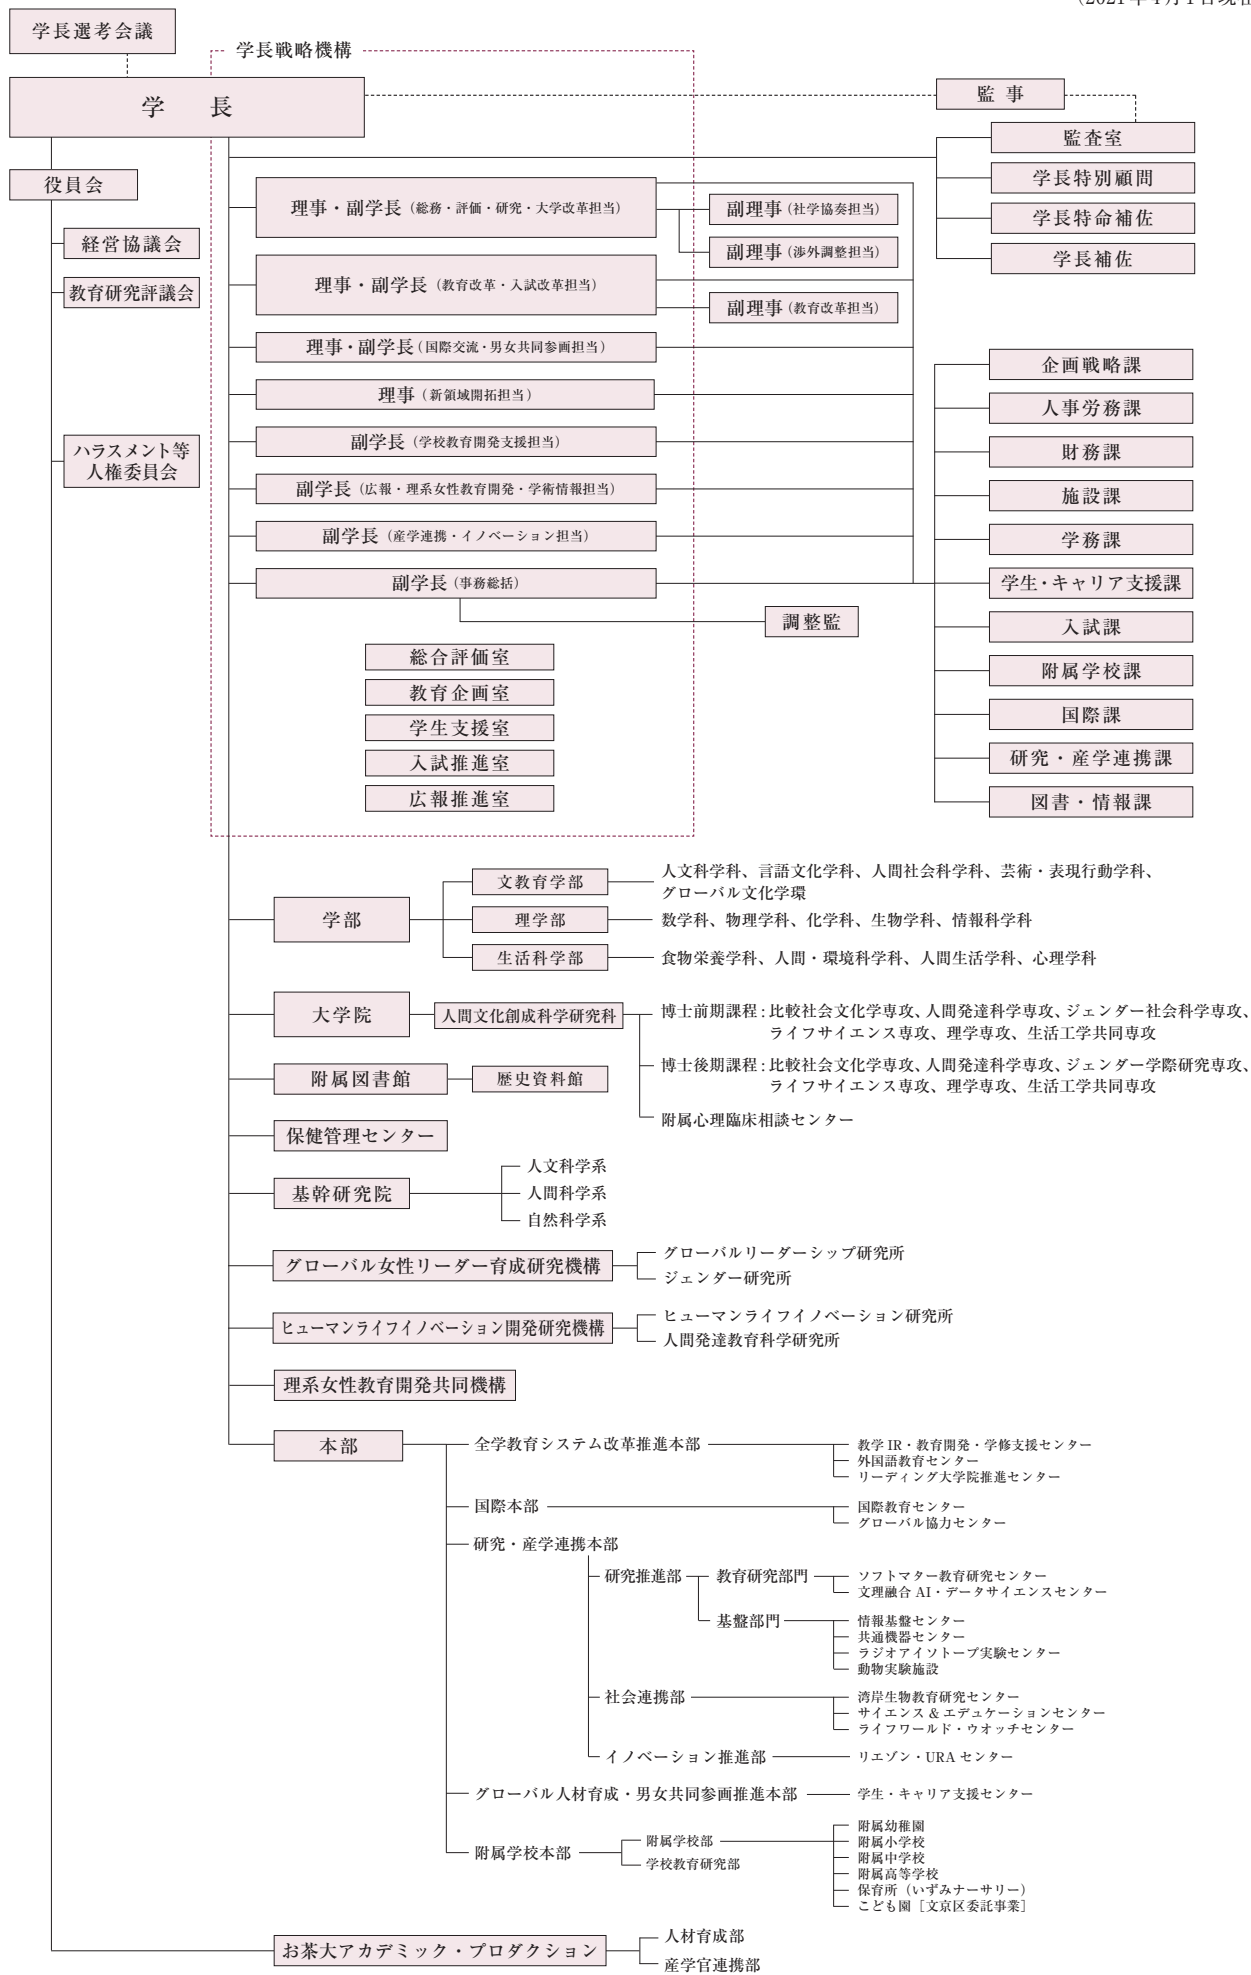 (2021年4月1日現在
学長選考会議
学長戦略機構
学　長
監 事
監査室
学長特別顧問
学長特命補佐
学長補佐
役員会
経営協議会
教育研究評議会
ハラスメント等
人権委員会
理事・副学長（総務・評価・研究・大学改革担当）
副理事（社学協奏担当）
副理事（渉外調整担当）
理事・副学長（教育改革・入試改革担当）
副理事（教育改革担当）
理事・副学長（国際交流・男女共同参画担当）
理事（新領域開拓担当）
副学長（学校教育開発支援担当）
副学長（広報・理系女性教育開発・学術情報担当）
副学長（産学連携・イノベーション担当）
副学長（事務総括）
調整監
企画戦略課
人事労務課
財務課
施設課
学務課
学生・キャリア支援課
入試課
附属学校課
国際課
研究・産学連携課
図書・情報課
総合評価室
教育企画室
学生支援室
入試推進室
広報推進室
学部
文教育学部
人文科学科、言語文化学科、人間社会科学科、芸術・表現行動学科、
グローバル文化学環
理学部
数学科、物理学科、化学科、生物学科、情報科学科
生活科学部
食物栄養学科、人間・環境科学科、人間生活学科、心理学科
大学院
人間文化創成科学研究科
博士前期課程：比較社会文化学専攻、人間発達科学専攻、ジェンダー社会科学専攻、
ライフサイエンス専攻、理学専攻、生活工学共同専攻
博士後期課程：比較社会文化学専攻、人間発達科学専攻、ジェンダー学際研究専攻、
ライフサイエンス専攻、理学専攻、生活工学共同専攻
附属心理臨床相談センター
附属図書館
歴史資料館
保健管理センター
基幹研究院
人文科学系
人間科学系
自然科学系
グローバル女性リーダー育成研究機構
グローバルリーダーシップ研究所
ジェンダー研究所
ヒューマンライフイノベーション開発研究機構
ヒューマンライフイノベーション研究所
人間発達教育科学研究所
理系女性教育開発共同機構
本部
全学教育システム改革推進本部
教学 IR・教育開発・学修支援センター
外国語教育センター
リーディング大学院推進センター
国際本部
国際教育センター
グローバル協力センター
研究・産学連携本部
研究推進部
教育研究部門
ソフトマター教育研究センター
文理融合 AI・データサイエンスセンター
基盤部門
情報基盤センター
共通機器センター
ラジオアイソトープ実験センター
動物実験施設
社会連携部
湾岸生物教育研究センター
サイエンス & エデュケーションセンター
ライフワールド・ウオッチセンター
イノベーション推進部
リエゾン・URA センター
グローバル人材育成・男女共同参画推進本部
学生・キャリア支援センター
附属学校本部
附属学校部
学校教育研究部
附属幼稚園
附属小学校
附属中学校
附属高等学校
保育所（いずみナーサリー）
こども園［文京区委託事業］
お茶大アカデミック・プロダクション
人材育成部
産学官連携部